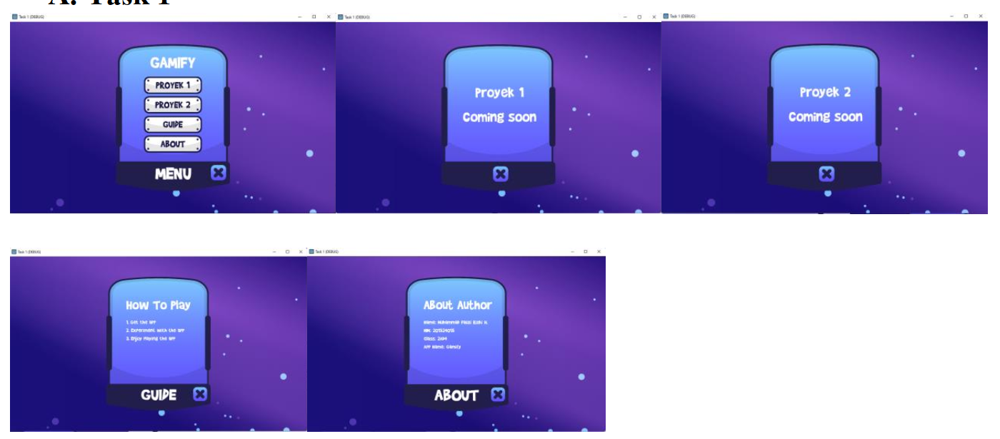 A. Task 1
Task 1 (DEBUG)
GAMIFY
PROYEK 1
PROYEK 2
GUIDE
ABOUT
MENU
Task 1 (DEBUG)
Proyek 1
Coming soon
Task 1 (DEBUG)
Proyek 2
Coming soon
Task 1 (DEBUG)
How To Play
1. Get the app
2. Experiment with the app
3. Enjoy playing the app
GUIDE
Task 1 (DEBUG)
About Author
Name: Muhammad
NIM:
Class:
App Name: Gamify
ABOUT